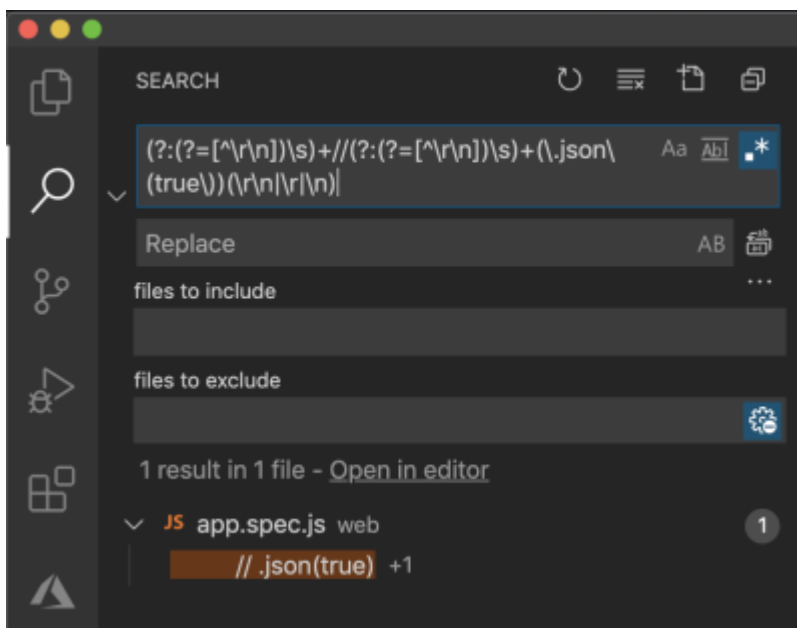 SEARCH
(?:(?=[^\r\n])\s)+//(?:(?=[^\r\n])\s)+(\.json\
(true\))(\r\n|\r|\n)
Aa Abl .*
Replace
AB
files to include
...
files to exclude
1 result in 1 file - Open in editor
JS app.spec.js web
1
// .json(true) +1